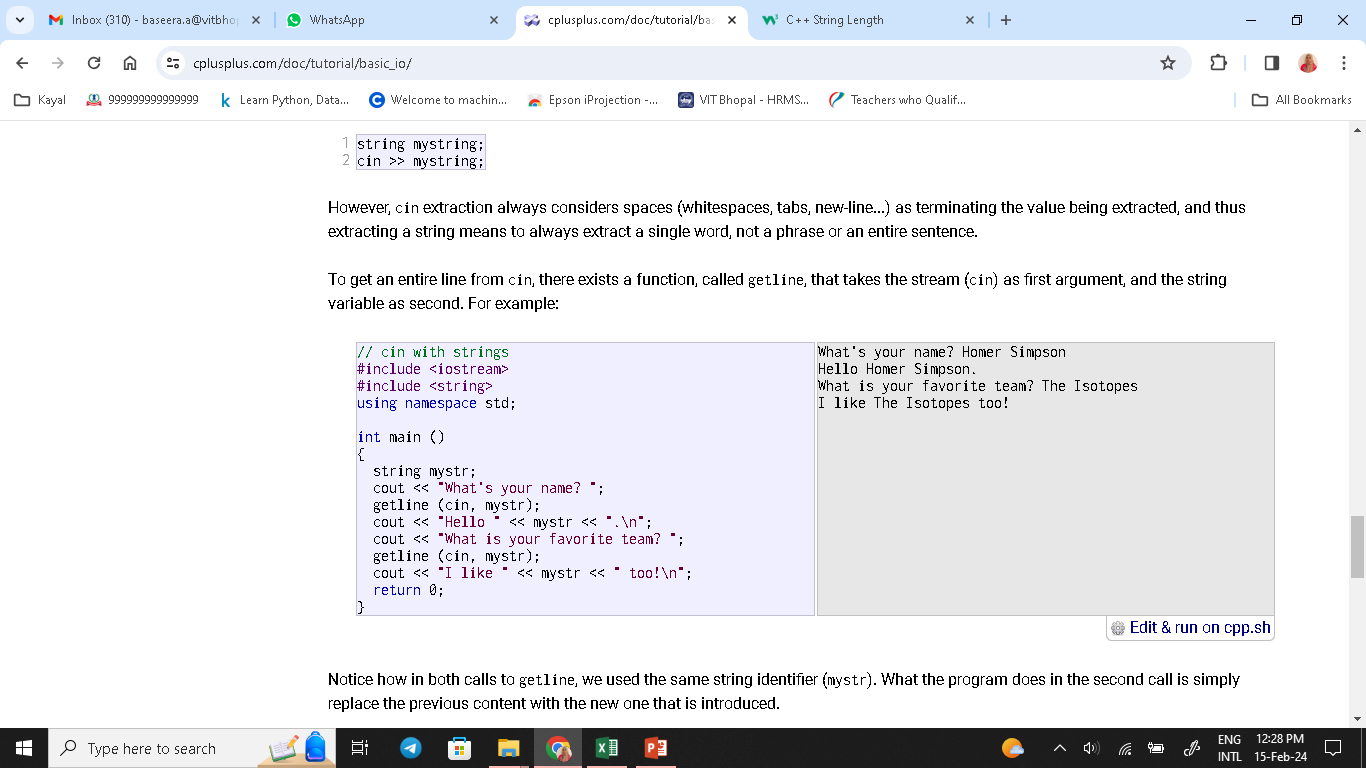 Inbox (310) - baseera.a@vitbho
WhatsApp
cplusplus.com/doc/tutorial/bas
C++ String Length
cplusplus.com/doc/tutorial/basic_io/
Kayal
999999999999999
Learn Python, Data...
Welcome to machin...
Epson iProjection -...
VIT Bhopal - HRMS...
Teachers who Qualif...
All Bookmarks
1 string mystring;
2 cin >> mystring;
However, cin extraction always considers spaces (whitespaces, tabs, new-line...) as terminating the value being extracted, and thus
extracting a string means to always extract a single word, not a phrase or an entire sentence.
To get an entire line from cin, there exists a function, called getline, that takes the stream (cin) as first argument, and the string
variable as second. For example:
// cin with strings
#include <iostream>
#include <string>
using namespace std;
int main ()
{
string mystr;
cout << "What's your name? ";
getline (cin, mystr);
cout << "Hello " << mystr << ".\n";
cout << "What is your favorite team? ";
getline (cin, mystr);
cout << "I like " << mystr << " too!\n";
return 0;
}
What's your name? Homer Simpson
Hello Homer Simpson.
What is your favorite team? The Isotopes
I like The Isotopes too!
Edit & run on cpp.sh
Notice how in both calls to getline, we used the same string identifier (mystr). What the program does in the second call is simply
replace the previous content with the new one that is introduced.
Type here to search
ENG
INTL
12:28 PM
15-Feb-24